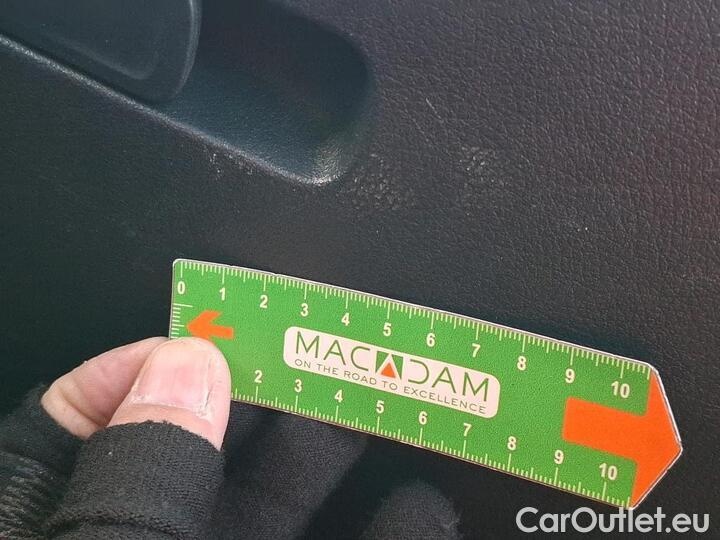 0 1 2 3 4 5 6 7 8 9 10
MACADAM
ON THE ROAD TO EXCELLENCE
2 3 4 5 6 7 8 9 10
CarOutlet.eu